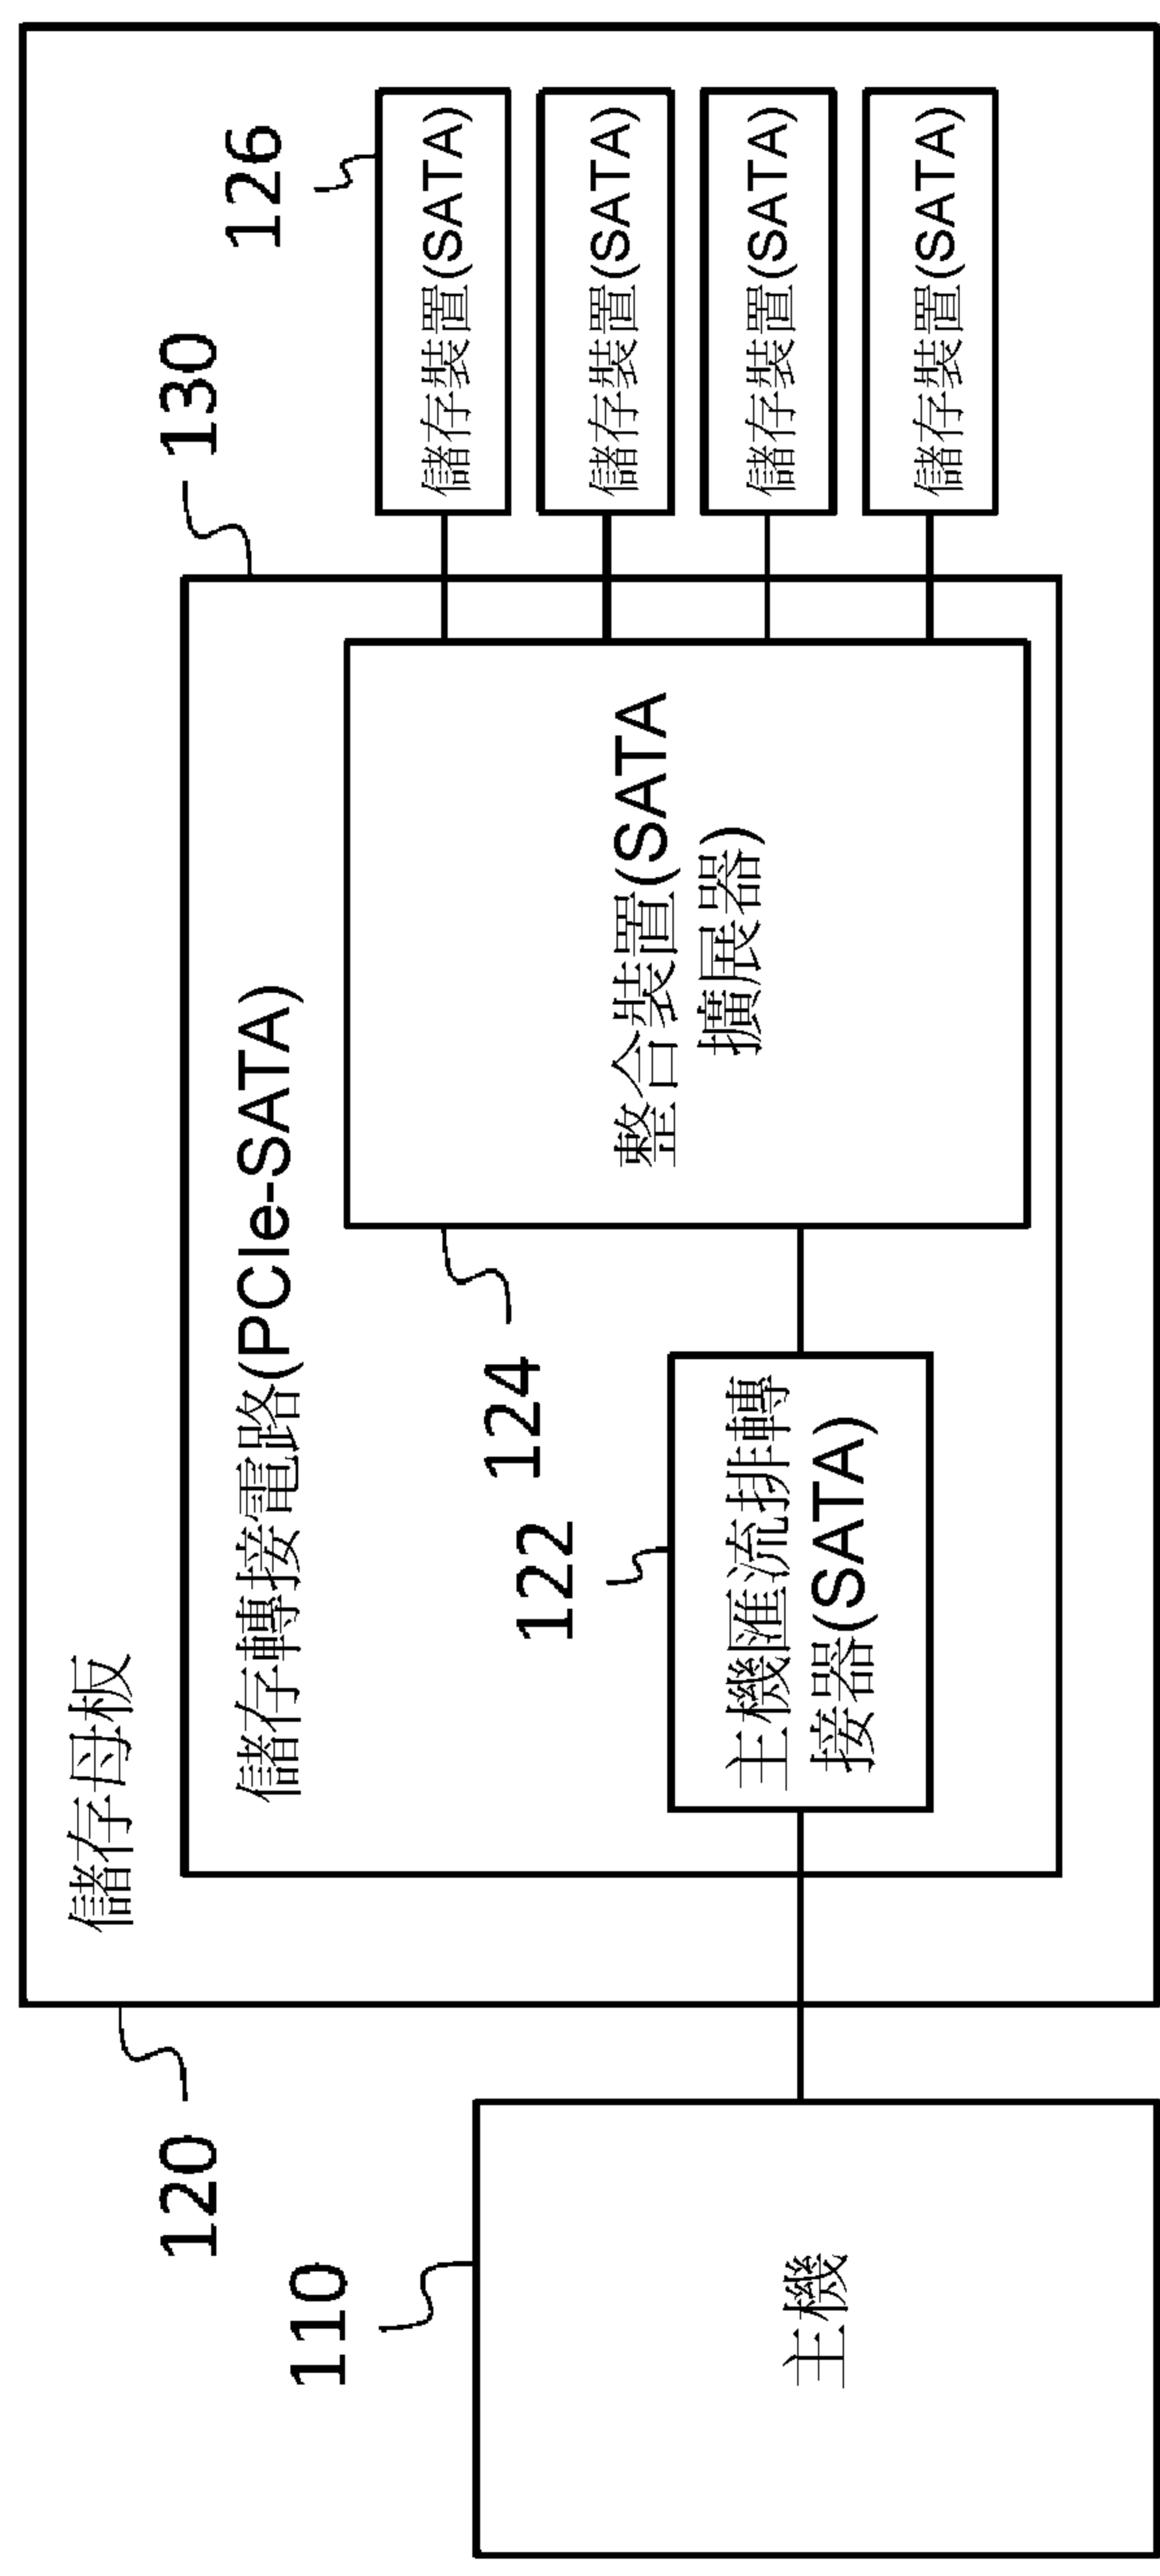 儲存母板
120
110
主機
儲存轉接電路(PCIe-SATA)
130
122
主機匯流排轉
接器(SATA)
124
整合裝置(SATA
擴展器)
126
儲存裝置(SATA)
儲存裝置(SATA)
儲存裝置(SATA)
儲存裝置(SATA)